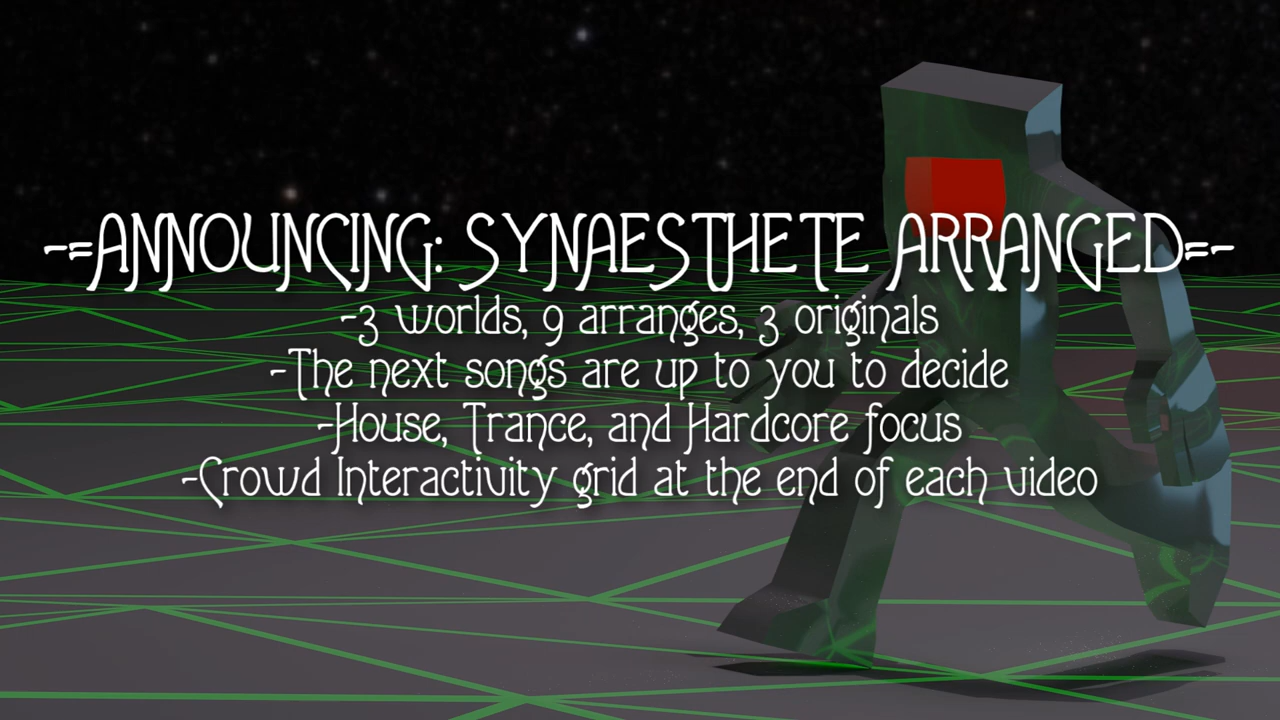 -=ANNOUNCING: SYNAESTHETE ARRANGED=-
-3 worlds, 9 arranges, 3 originals
-The next songs are up to you to decide
-House, Trance, and Hardcore focus
-Crowd Interactivity grid at the end of each video